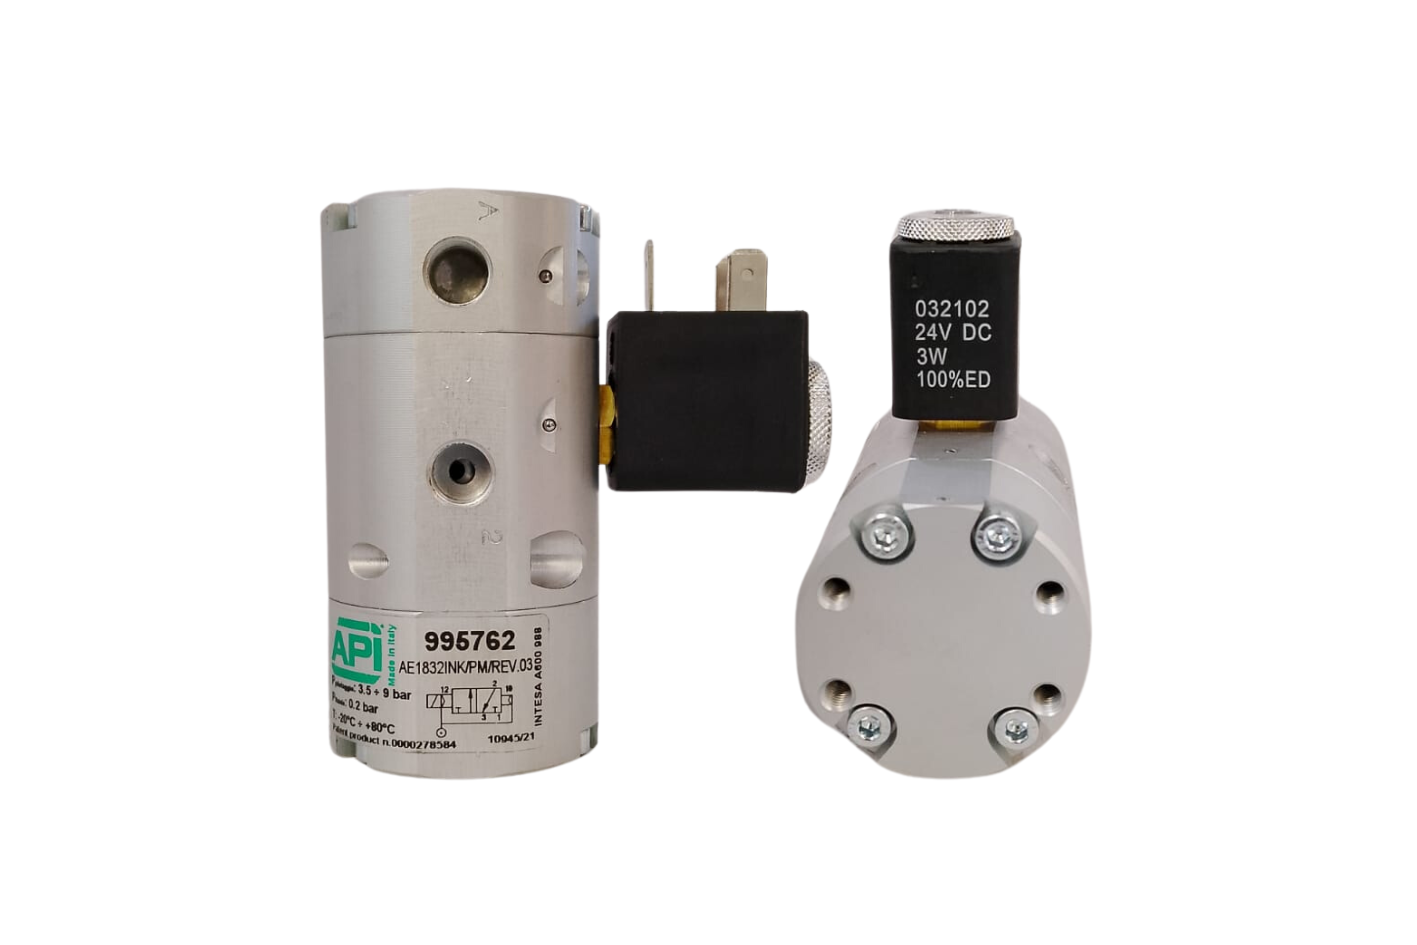 A
2
API
Made in Italy
995762
AE1832INK/PM/REV.03
3.5 ÷ 9 bar
0.2 bar
T: -20°C ÷ +80°C
Patent product n.0000278584
10945/21
INTESA A600 988
12
2
10
3
1
032102
24V DC
3W
100%ED